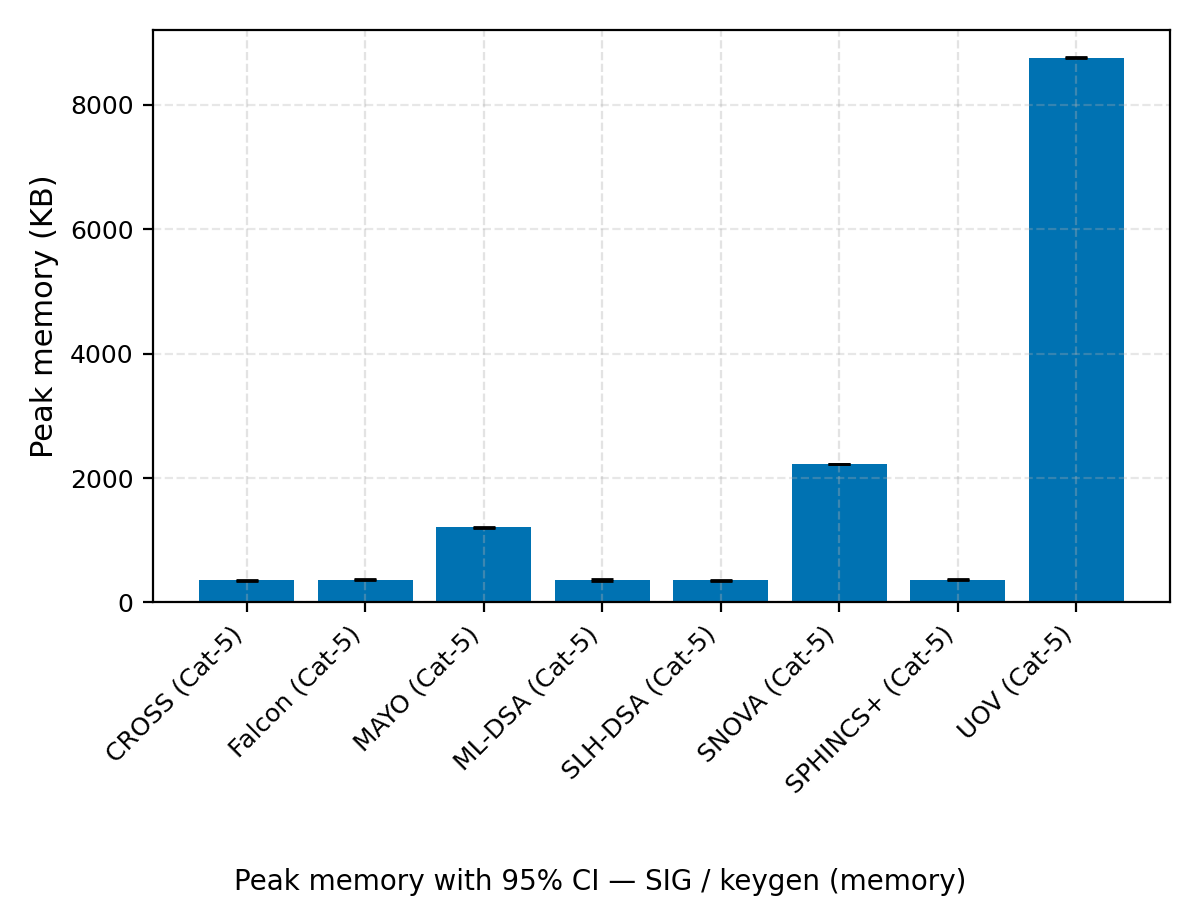 Peak memory (KB)
8000
6000
4000
2000
0
CROSS (Cat-5)
Falcon (Cat-5)
MAYO (Cat-5)
ML-DSA (Cat-5)
SLH-DSA (Cat-5)
SNOVA (Cat-5)
SPHINCS+ (Cat-5)
UOV (Cat-5)
Peak memory with 95% CI — SIG / keygen (memory)